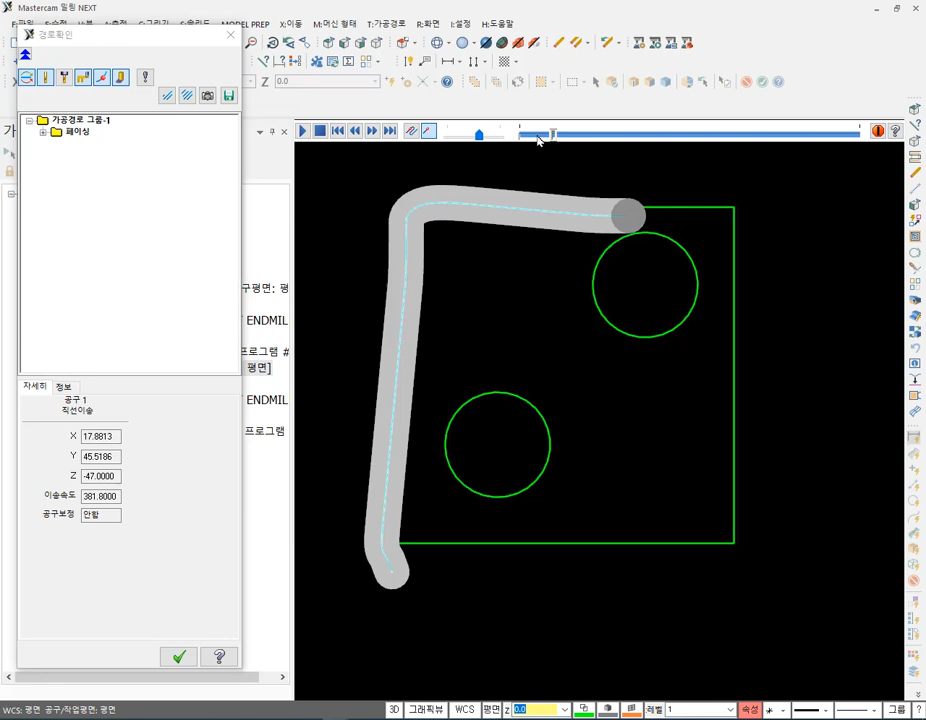 Mastercam 밀링 NEXT
MODEL PREP
X:이동
M:머신 형태
T:가공경로
R:화면
I:설정
H:도움말
경로확인
Z
0.0
가공경로 그룹-1
페이싱
구평면: 평
ENDMIL
프로그램 #
평면]
ENDMIL
프로그램
자세히
정보
공구 1
직선이송
X 17.8813
Y 45.5186
Z -47.0000
이송속도 381.8000
공구보정 안함
WCS: 평면 공구/작업평면: 평면
3D
그래픽뷰
WCS
평면
z
0.0
레벨
1
속성
그룹
?